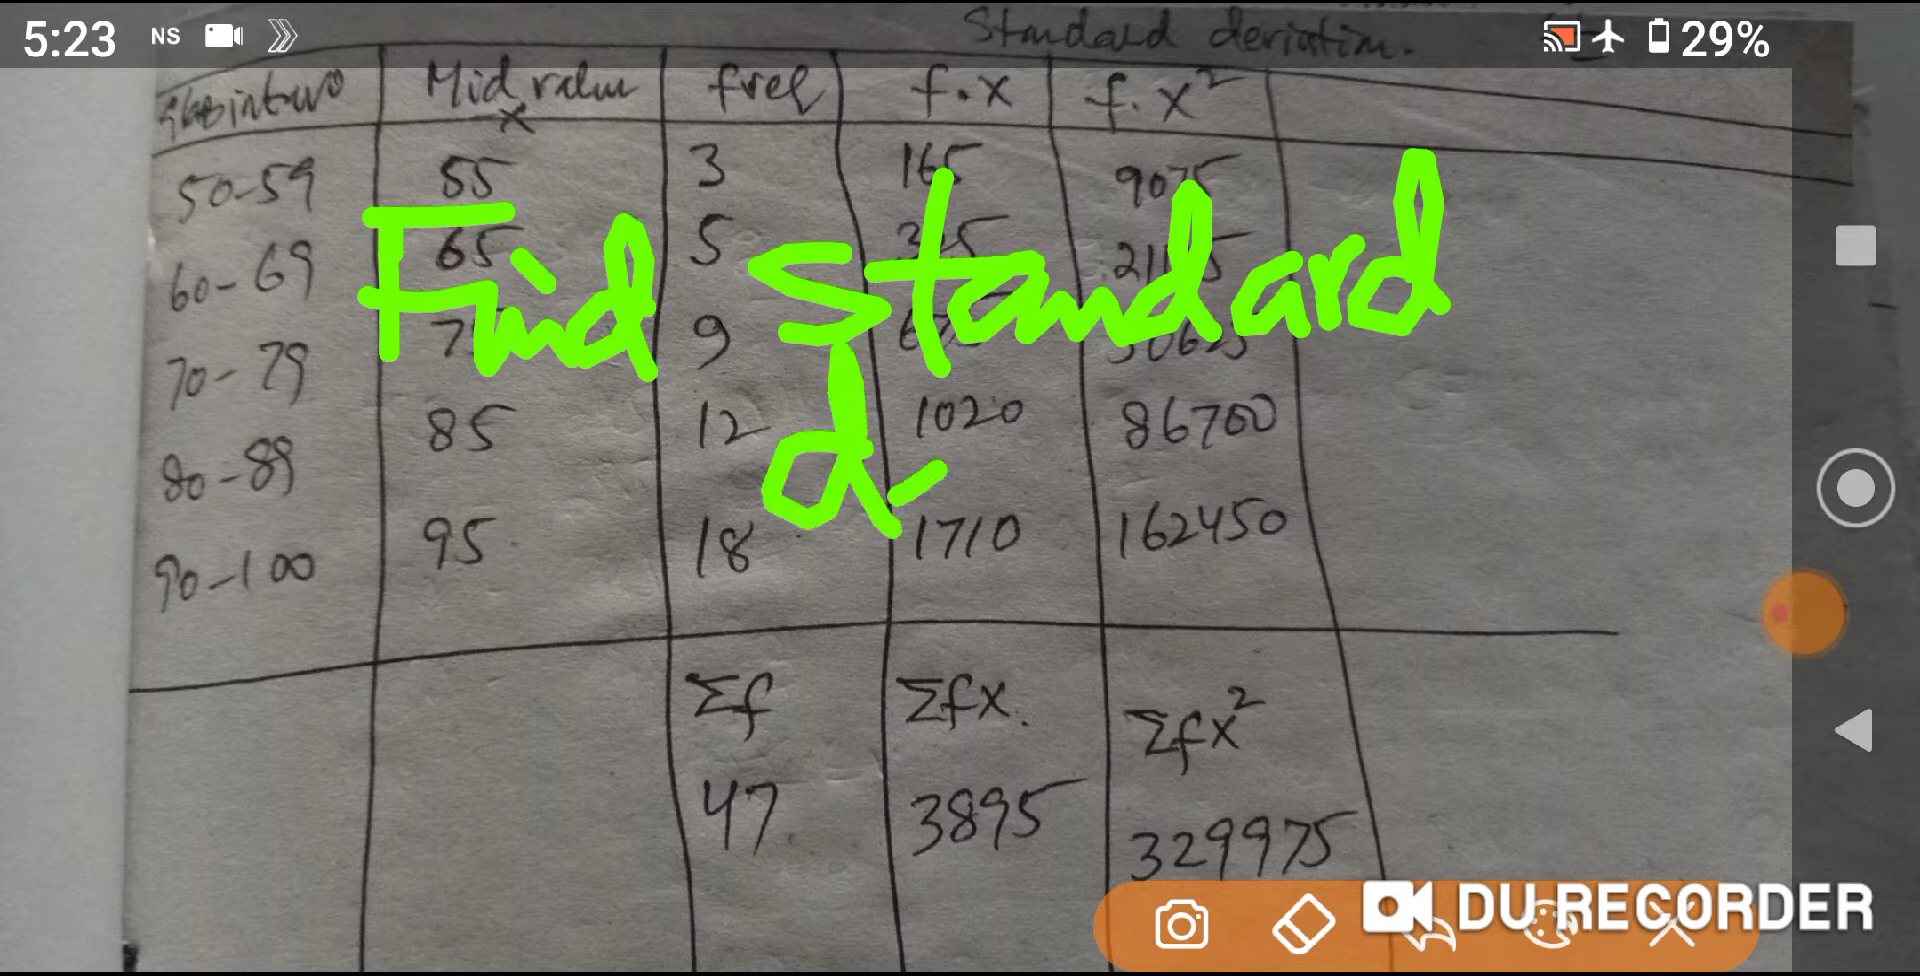 5:23 NS 29%
Standard deviation.
Mid value freq f.x f.x²
x
50-59 55 3 165 9075
60-69 65 5
Find standard
70-79 9
d.
80-89 85 12 1020 86700
90-100 95 18 1710 162450
Σf Σfx. Σfx²
47 3895 329975
DU RECORDER